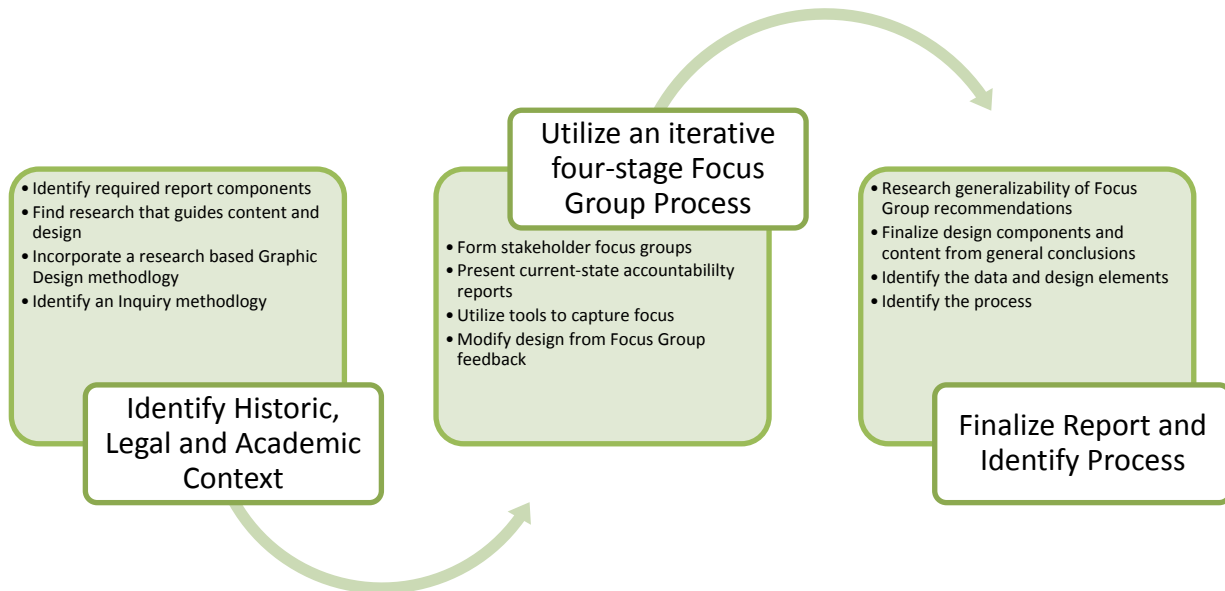 • Identify required report components
• Find research that guides content and
design
• Incorporate a research based Graphic
Design methodlogy
• Identify an Inquiry methodlogy
Identify Historic,
Legal and Academic
Context
Utilize an iterative
four-stage Focus
Group Process
• Form stakeholder focus groups
• Present current-state accountabililty
reports
• Utilize tools to capture focus
• Modify design from Focus Group
feedback
• Research generalizability of Focus
Group recommendations
• Finalize design components and
content from general conclusions
• Identify the data and design elements
• Identify the process
Finalize Report and
Identify Process